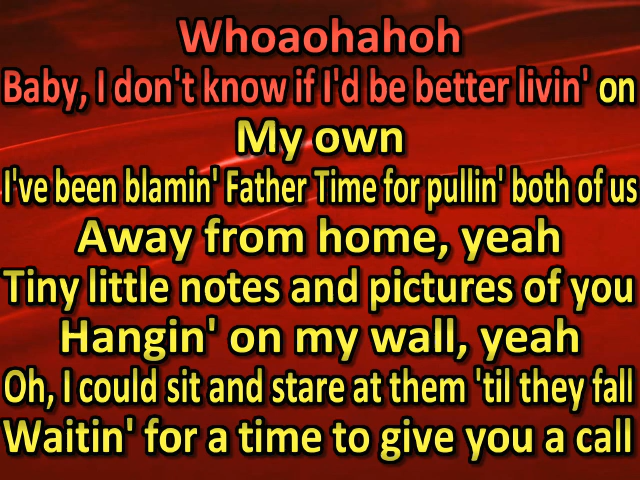 Whoaohahoh
Baby, I don't know if I'd be better livin' on
My own
I've been blamin' Father Time for pullin' both of us
Away from home, yeah
Tiny little notes and pictures of you
Hangin' on my wall, yeah
Oh, I could sit and stare at them 'til they fall
Waitin' for a time to give you a call